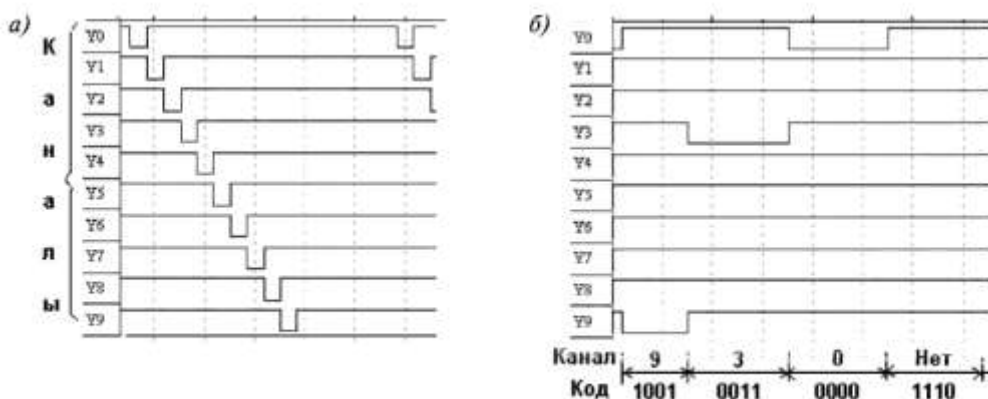 а)
К а н а л ы
Y0
Y1
Y2
Y3
Y4
Y5
Y6
Y7
Y8
Y9
б)
Y0
Y1
Y2
Y3
Y4
Y5
Y6
Y7
Y8
Y9
Канал 9 3 0 Нет
Код 1001 0011 0000 1110